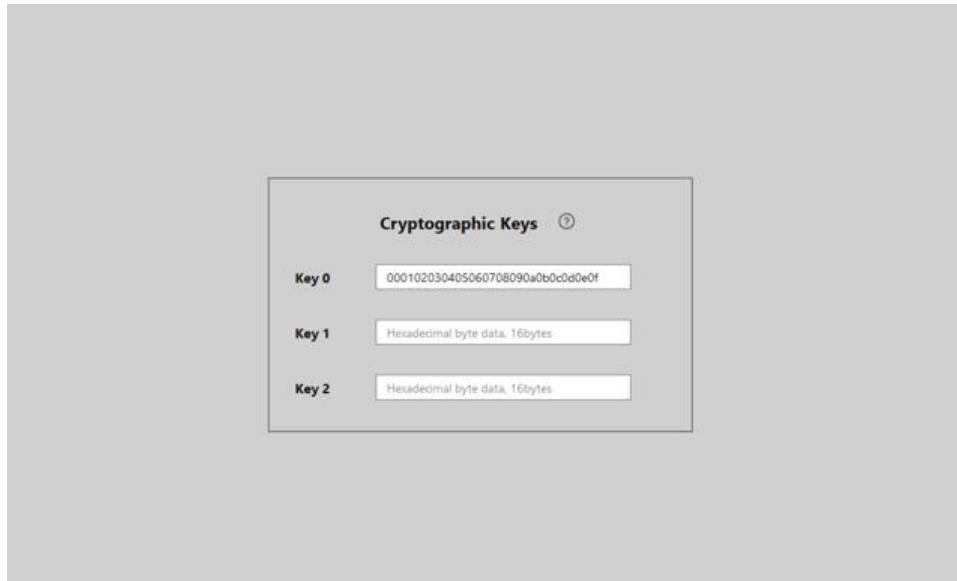 Cryptographic Keys ?
Key 0 000102030405060708090a0b0c0d0e0f
Key 1 Hexadecimal byte data, 16bytes
Key 2 Hexadecimal byte data, 16bytes